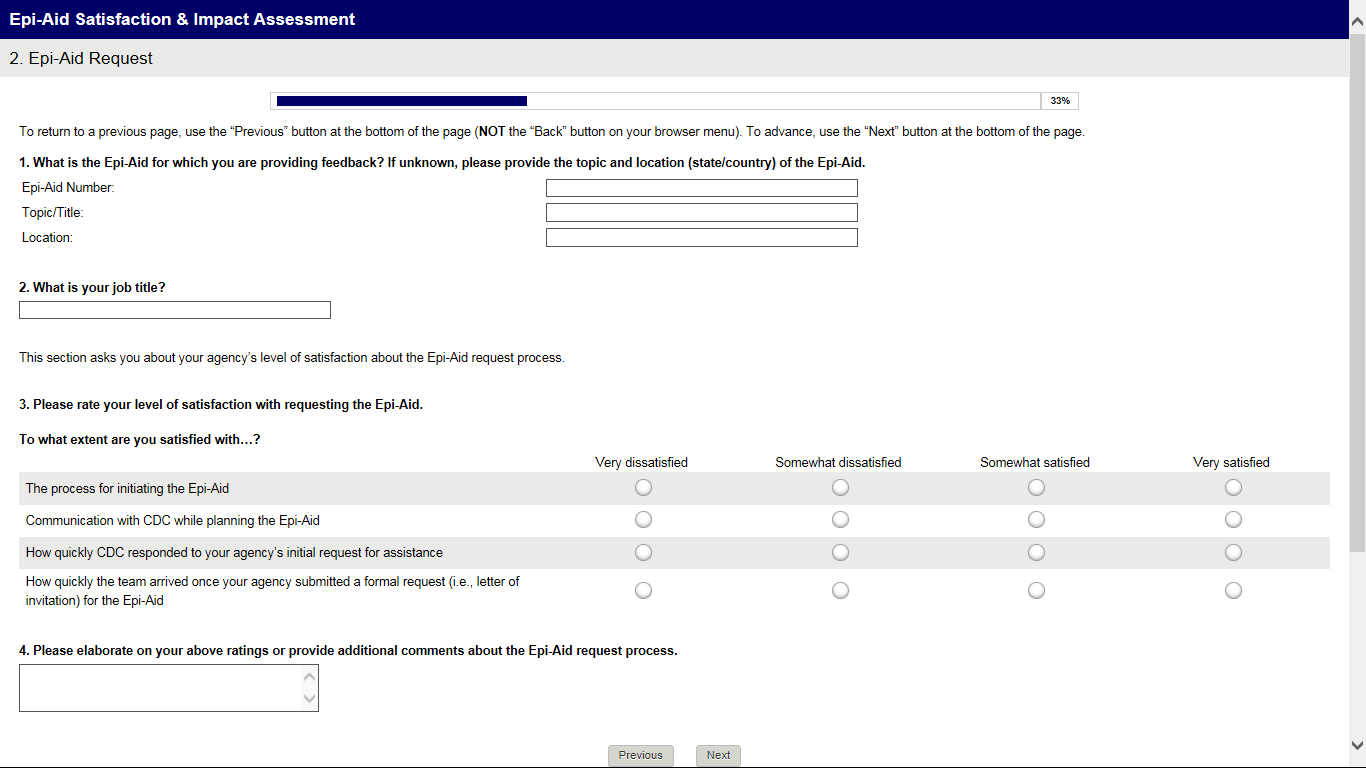 Epi-Aid Satisfaction & Impact Assessment
2. Epi-Aid Request
33%
To return to a previous page, use the “Previous” button at the bottom of the page (NOT the “Back” button on your browser menu). To advance, use the “Next” button at the bottom of the page.
1. What is the Epi-Aid for which you are providing feedback? If unknown, please provide the topic and location (state/country) of the Epi-Aid.
Epi-Aid Number:
Topic/Title:
Location:
2. What is your job title?
This section asks you about your agency’s level of satisfaction about the Epi-Aid request process.
3. Please rate your level of satisfaction with requesting the Epi-Aid.
To what extent are you satisfied with…?
Very dissatisfied Somewhat dissatisfied Somewhat satisfied Very satisfied
The process for initiating the Epi-Aid
Communication with CDC while planning the Epi-Aid
How quickly CDC responded to your agency’s initial request for assistance
How quickly the team arrived once your agency submitted a formal request (i.e., letter of
invitation) for the Epi-Aid
4. Please elaborate on your above ratings or provide additional comments about the Epi-Aid request process.
Previous Next